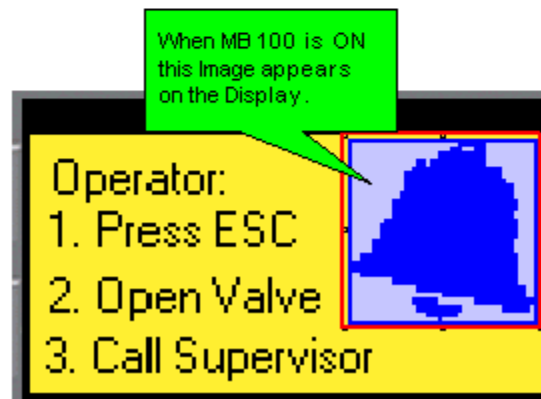 When MB 100 is ON
this Image appears
on the Display.
Operator:
1. Press ESC
2. Open Valve
3. Call Supervisor